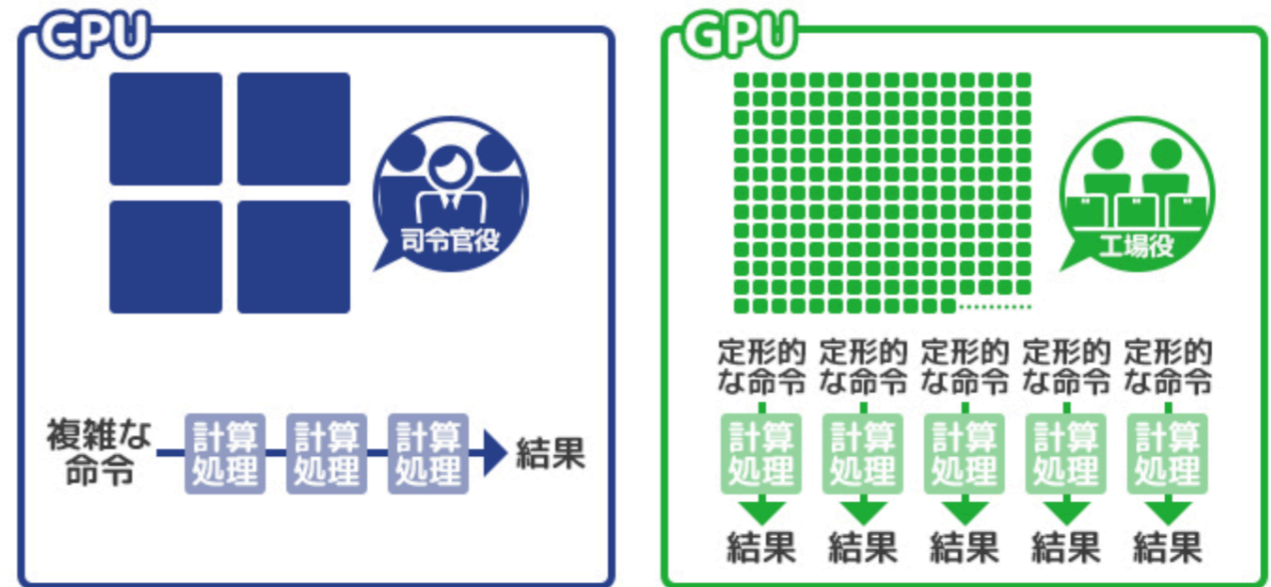 CPU
司令官役
複雑な
命令
計算
処理
計算
処理
計算
処理
結果
GPU
工場役
定形的
な命令
定形的
な命令
定形的
な命令
定形的
な命令
定形的
な命令
計算
処理
計算
処理
計算
処理
計算
処理
計算
処理
結果
結果
結果
結果
結果